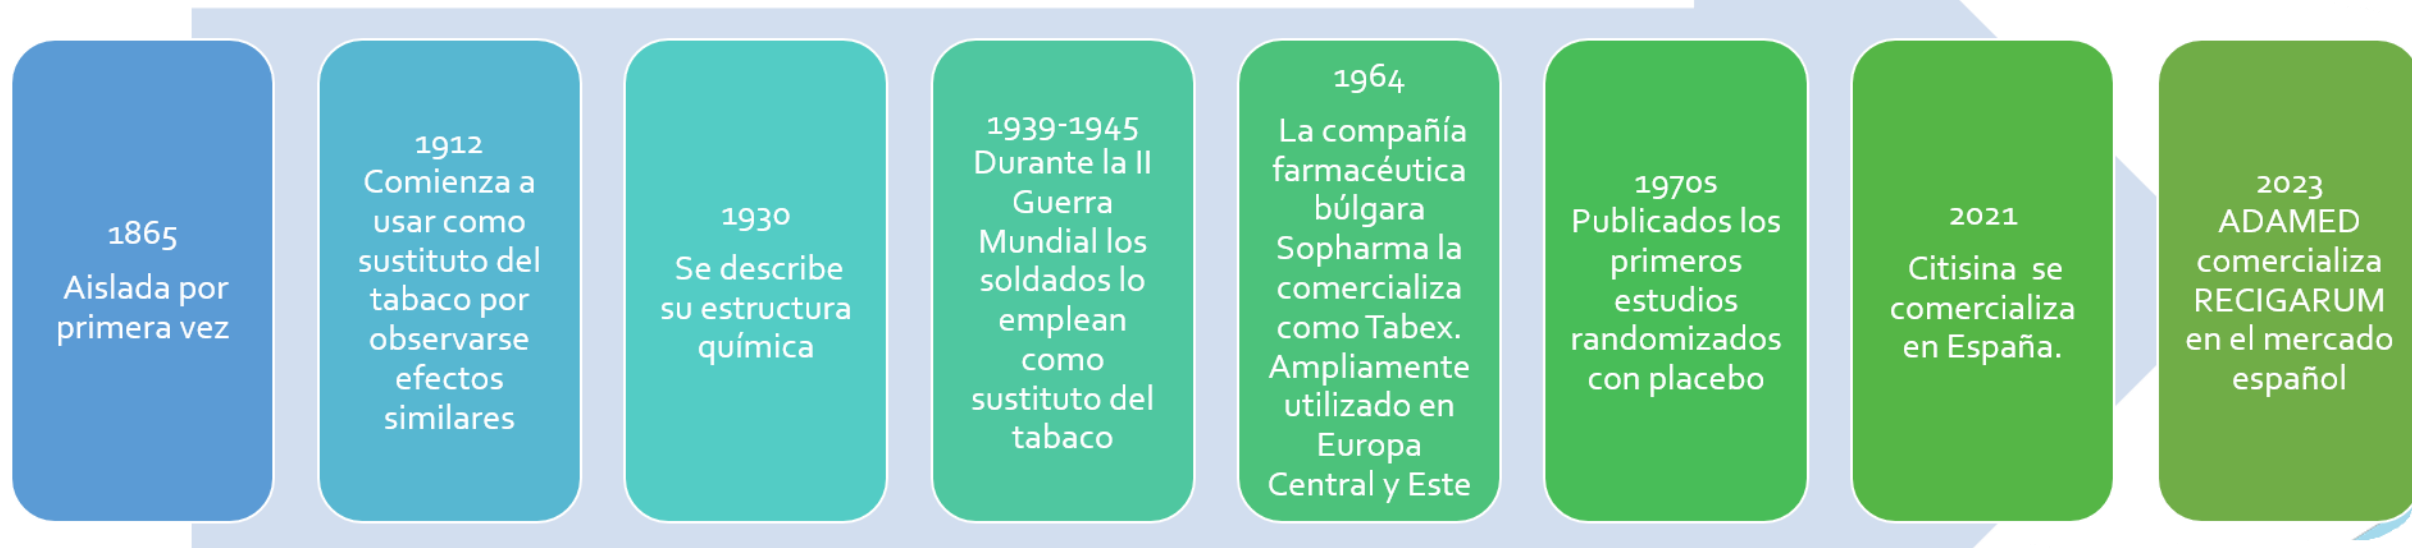 1865
Aislada por
primera vez
1912
Comienza a
usar como
sustituto del
tabaco por
observarse
efectos
similares
1930
Se describe
su estructura
química
1939-1945
Durante la II
Guerra
Mundial los
soldados lo
emplean
como
sustituto del
tabaco
1964
La compañía
farmacéutica
búlgara
Sopharma la
comercializa
como Tabex.
Ampliamente
utilizado en
Europa
Central y Este
1970s
Publicados los
primeros
estudios
randomizados
con placebo
2021
Citisina se
comercializa
en España.
2023
ADAMED
comercializa
RECIGARUM
en el mercado
español